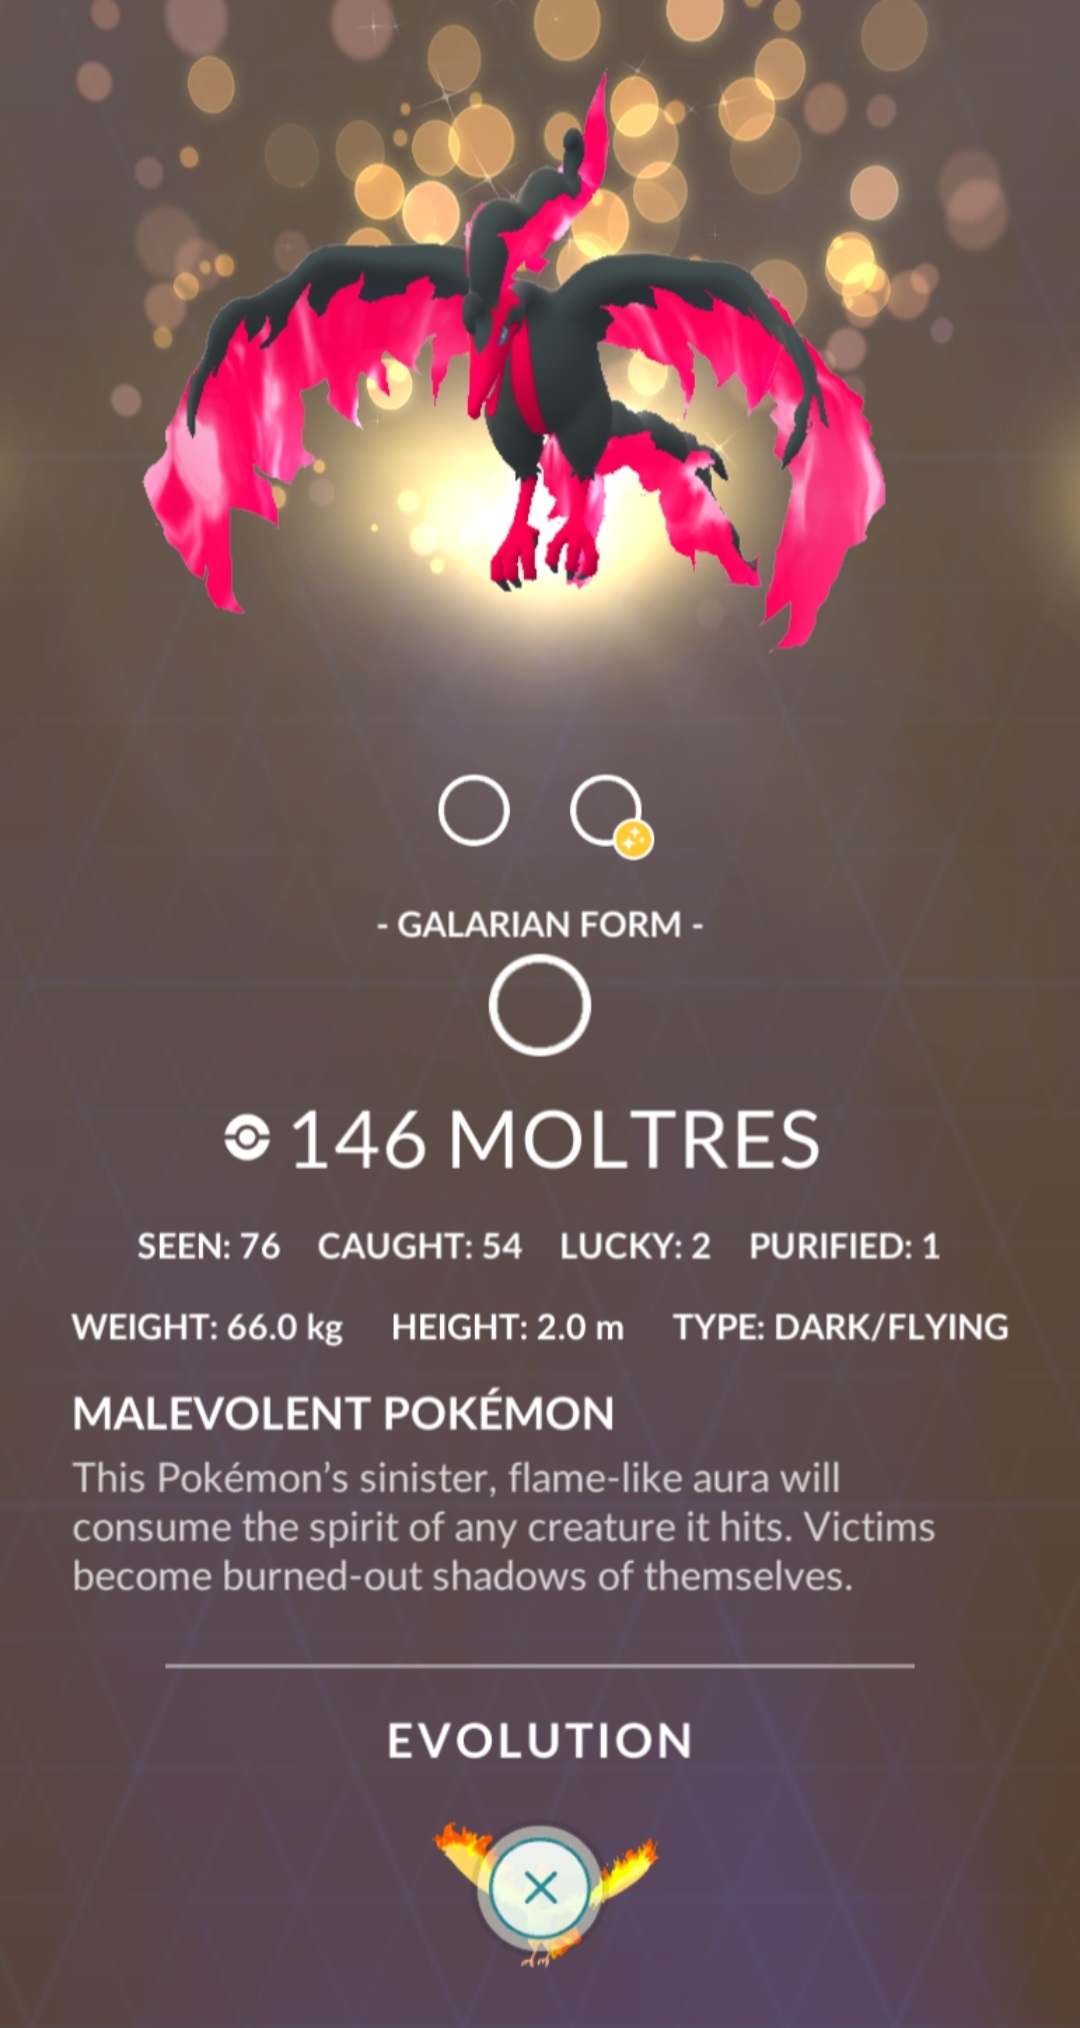 - GALARIAN FORM -
146 MOLTRES
SEEN: 76 CAUGHT: 54 LUCKY: 2 PURIFIED: 1
WEIGHT: 66.0 kg HEIGHT: 2.0 m TYPE: DARK/FLYING
MALEVOLENT POKÉMON
This Pokémon’s sinister, flame-like aura will
consume the spirit of any creature it hits. Victims
become burned-out shadows of themselves.
EVOLUTION